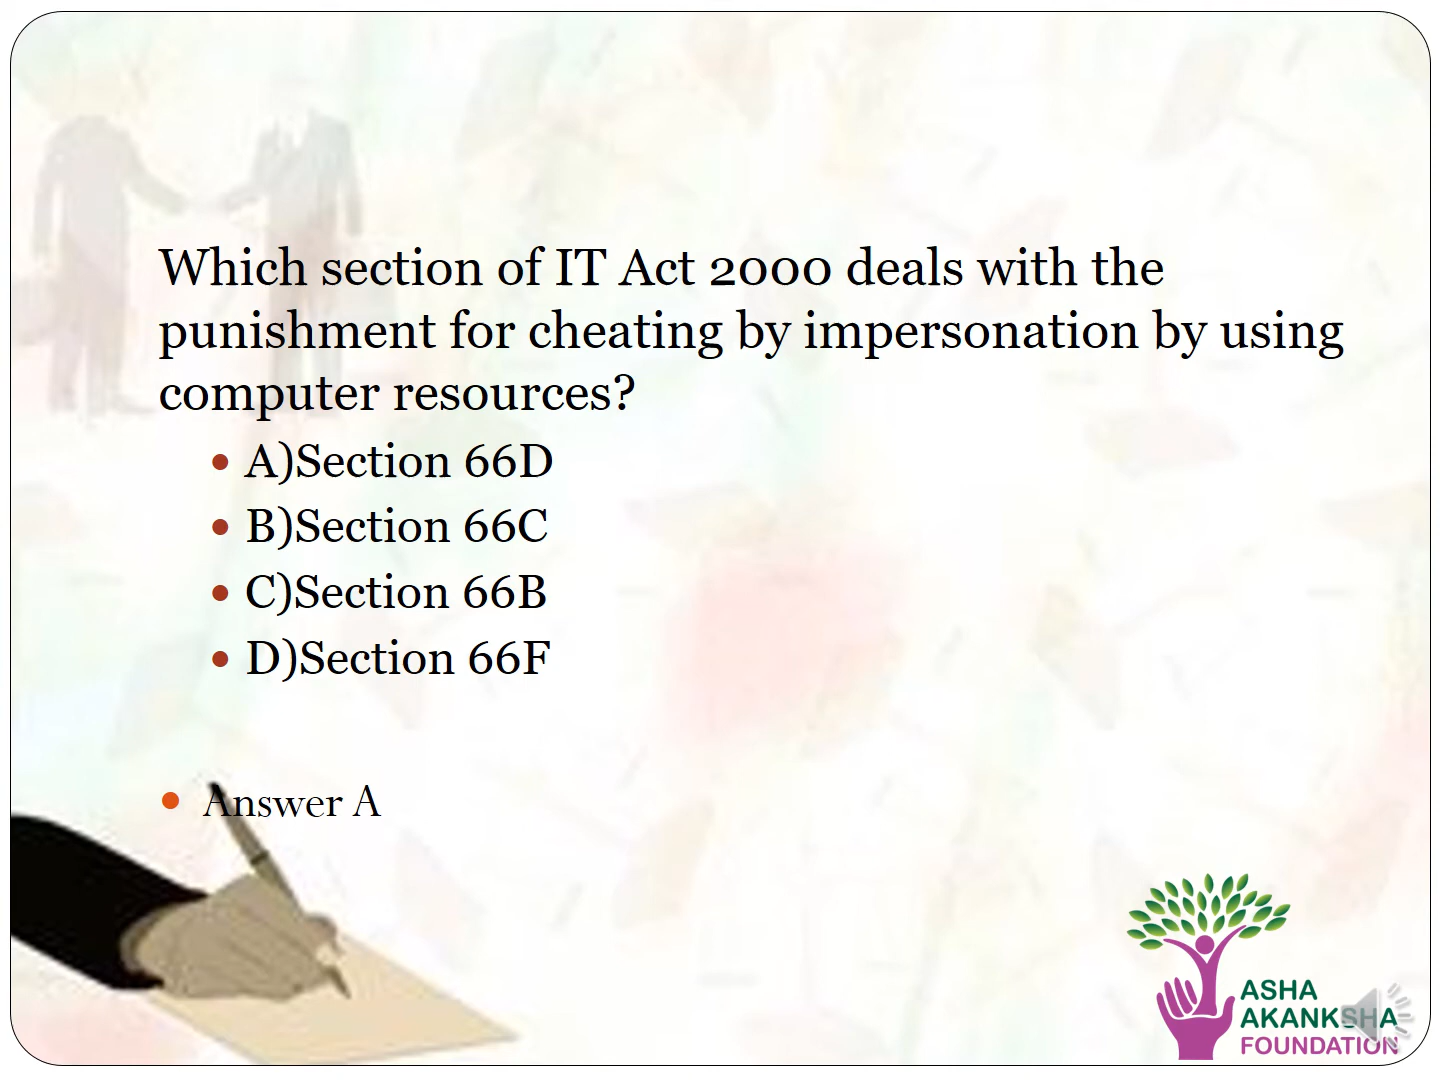 Which section of IT Act 2000 deals with the
punishment for cheating by impersonation by using
computer resources?
A)Section 66D
B)Section 66C
C)Section 66B
D)Section 66F
Answer A
ASHA
AKANKSHA
FOUNDATION